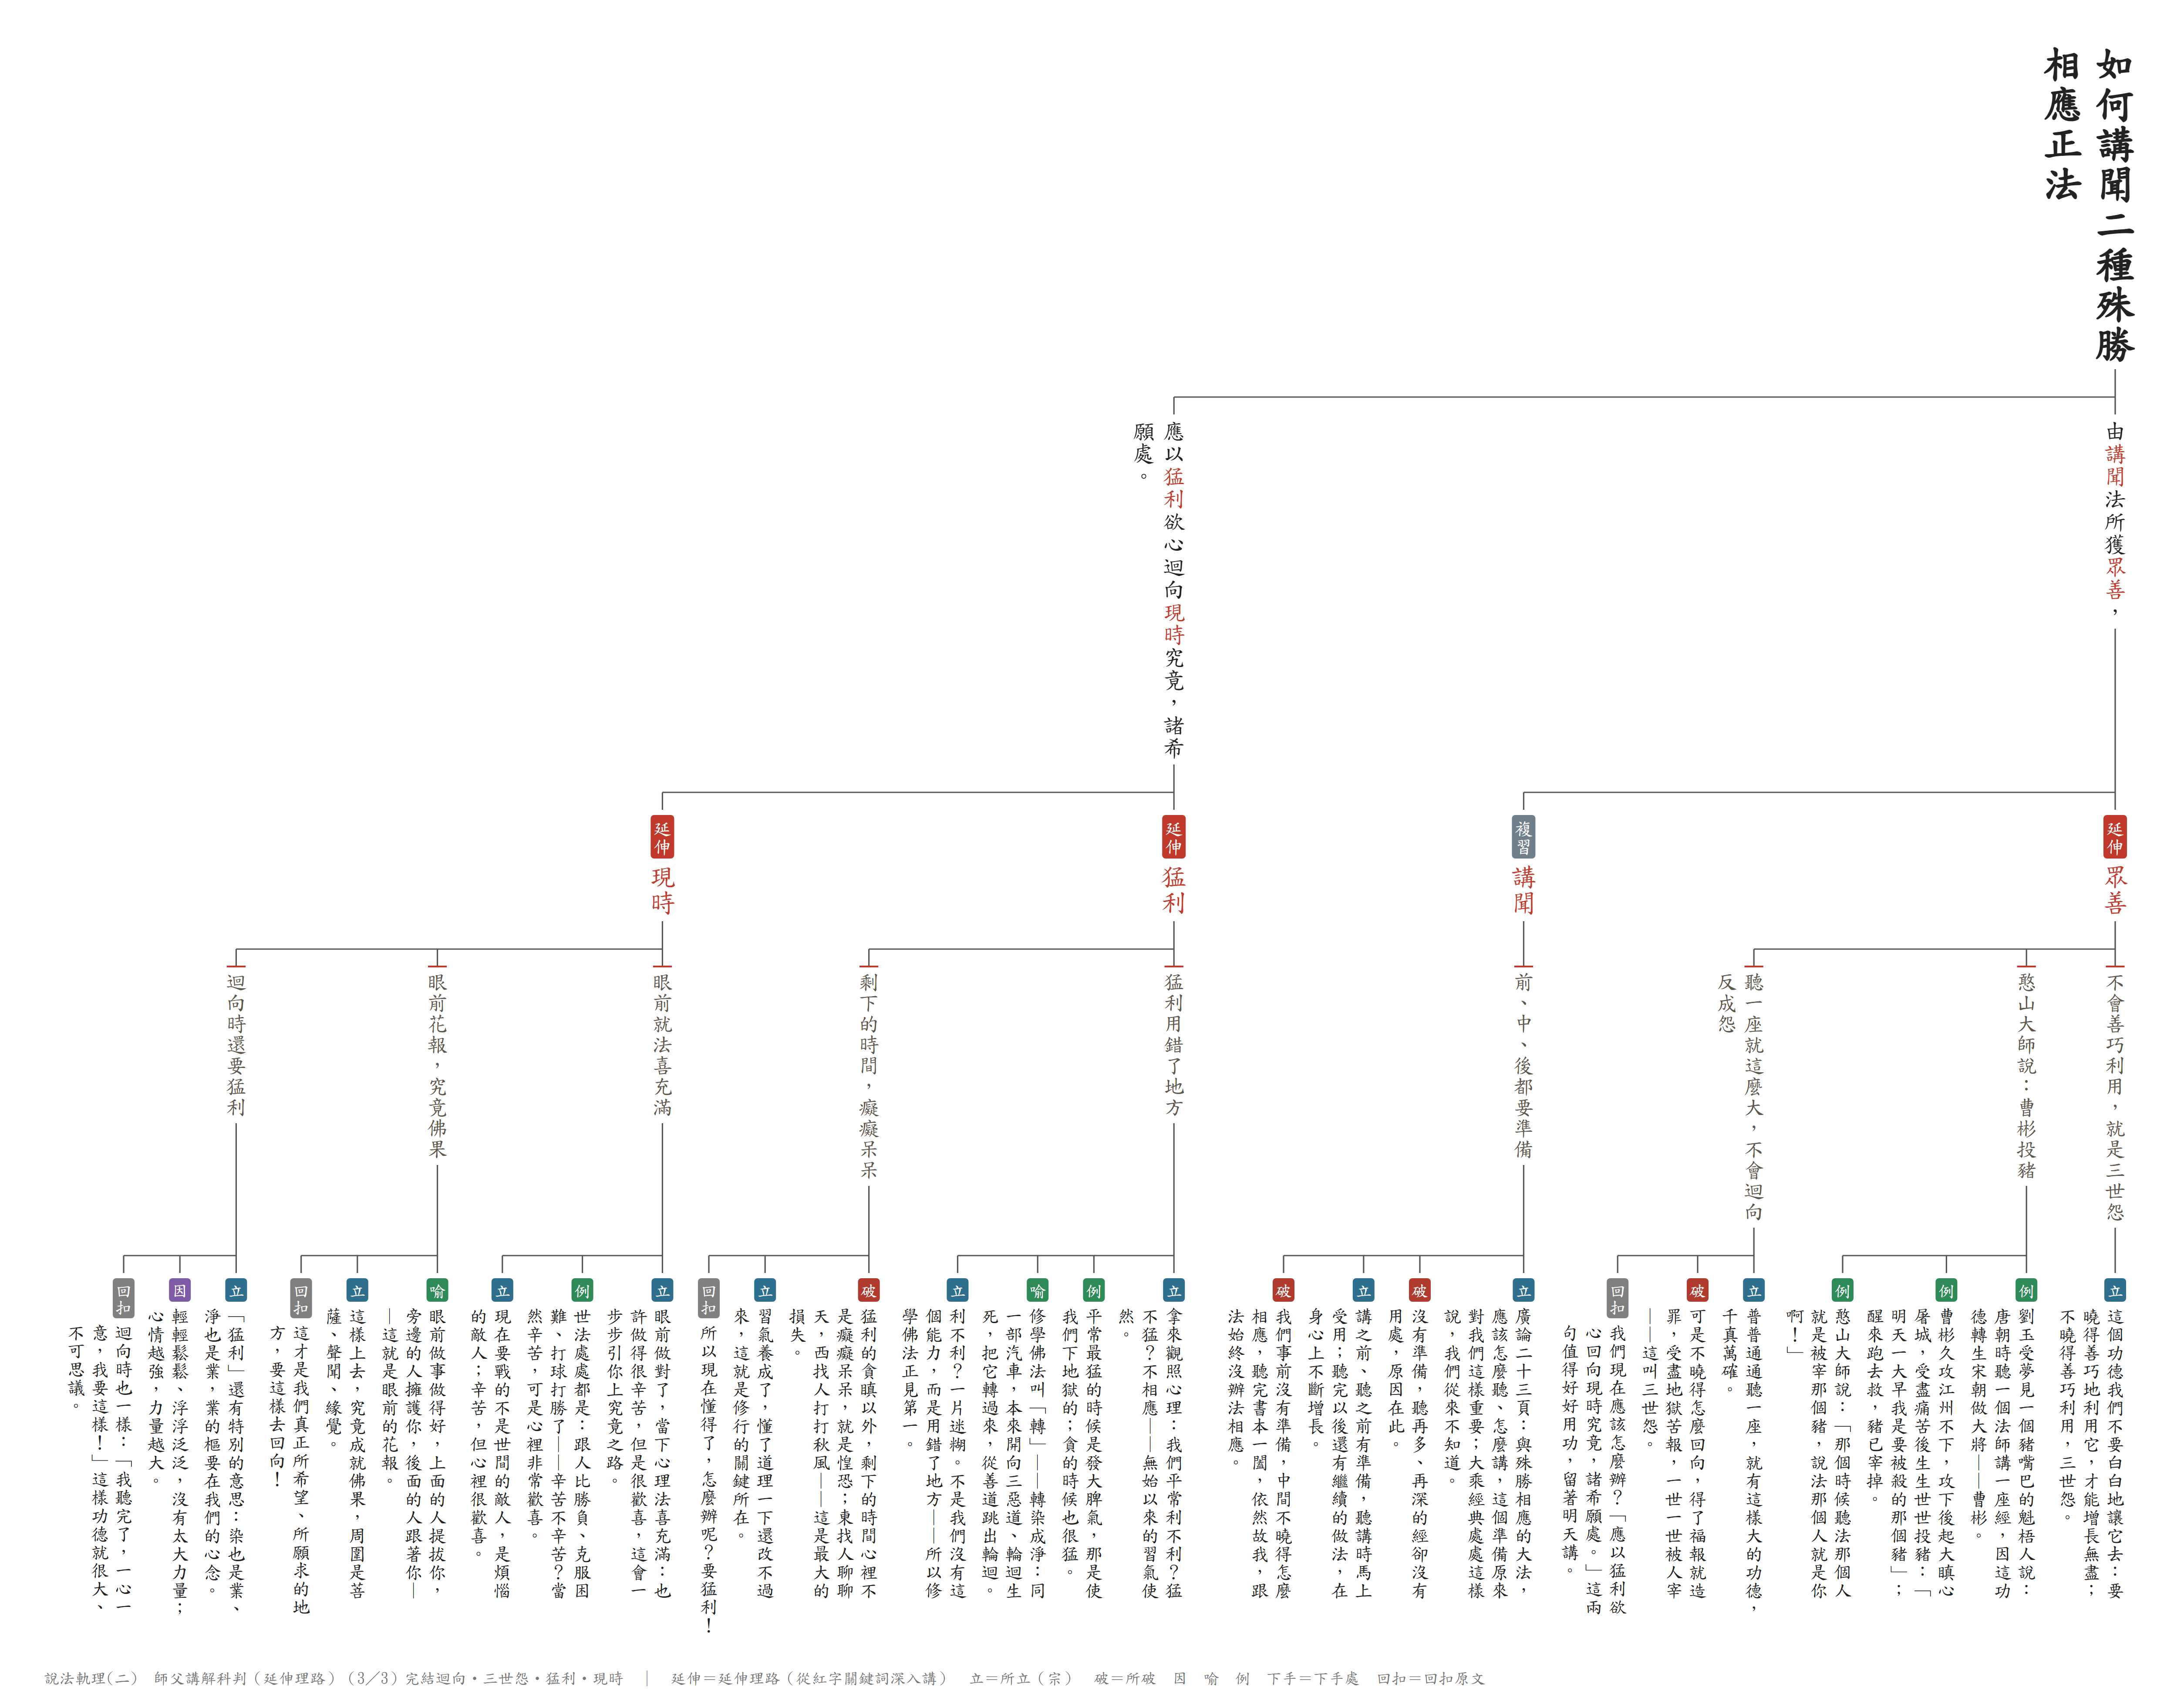 如何講聞二種殊勝
相應正法
由講聞法所獲眾善，
應以猛利欲心迴向現時究竟，諸希
願處。
延伸
眾善
複習
講聞
延伸
猛利
延伸
現時
不會善巧利用，就是三世怨
憨山大師說：曹彬投豬
聽一座就這麼大，不會迴向
反成怨
前、中、後都要準備
猛利用錯了地方
剩下的時間，癡癡呆呆
眼前就法喜充滿
眼前花報，究竟佛果
迴向時還要猛利
立
這個功德我們不要白白地讓它去：要
曉得善巧地利用它，才能增長無盡；
不曉得善巧利用，三世怨。
例
劉玉受夢見一個豬嘴巴的魁梧人說：
唐朝時聽一個法師講一座經，因這功
德轉生宋朝做大將——曹彬。
例
曹彬久攻江州不下，攻下後起大瞋心
屠城，受盡痛苦後生生世世投豬：「
明天一大早我是要被殺的那個豬」；
醒來跑去救，豬已宰掉。
例
憨山大師說：「那個時候聽法那個人
就是被宰那個豬，說法那個人就是你
啊！」
立
普普通通聽一座，就有這樣大的功德，
千真萬確。
破
可是不曉得怎麼回向，得了福報就造
罪，受盡地獄苦報，一世一世被人宰
——這叫三世怨。
回扣
我們現在應該怎麼辦？「應以猛利欲
心回向現時究竟，諸希願處。」這兩
句值得好好用功，留著明天講。
立
廣論二十三頁：與殊勝相應的大法，
應該怎麼聽、怎麼講，這個準備原來
對我們這樣重要；大乘經典處處這樣
說，我們從來不知道。
破
沒有準備，聽再多、再深的經卻沒有
用處，原因在此。
立
講之前、聽之前有準備，聽講時馬上
受用；聽完以後還有繼續的做法，在
身心上不斷增長。
破
我們事前沒有準備，中間不曉得怎麼
相應，聽完書本一闔，依然故我，跟
法始終沒辦法相應。
立
拿來觀照心理：我們平常利不利？猛
不猛？不相應——無始以來的習氣使
然。
例
平常最猛的時候是發大脾氣，那是使
我們下地獄的；貪的時候也很猛。
喻
修學佛法叫「轉」——轉染成淨：同
一部汽車，本來開向三惡道、輪迴生
死，把它轉過來，從善道跳出輪迴。
立
利不利？一片迷糊。不是我們沒有這
個能力，而是用錯了地方——所以修
學佛法正見第一。
破
猛利的貪瞋以外，剩下的時間心裡不
是癡癡呆呆，就是惶恐；東找人聊聊
天，西找人打打秋風——這是最大的
損失。
立
習氣養成了，懂了道理一下還改不過
來，這就是修行的關鍵所在。
回扣
所以現在懂得了，怎麼辦呢？要猛利！
立
眼前做對了，當下心理法喜充滿：也
許做得很辛苦，但是很歡喜，這會一
步步引你上究竟之路。
例
世法處處都是：跟人比勝負、克服困
難、打球打勝了——辛苦不辛苦？當
然辛苦，可是心裡非常歡喜。
立
現在要戰的不是世間的敵人，是煩惱
的敵人；辛苦，但心裡很歡喜。
喻
眼前做事做得好，上面的人提拔你，
旁邊的人擁護你，後面的人跟著你—
—這就是眼前的花報。
立
這樣上去，究竟成就佛果，周圍是菩
薩、聲聞、緣覺。
回扣
這才是我們真正所希望、所願求的地
方，要這樣去回向！
立
「猛利」還有特別的意思：染也是業、
淨也是業，業的樞要在我們的心念。
因
輕輕鬆鬆、浮浮泛泛，沒有太大力量；
心情越強，力量越大。
回扣
迴向時也一樣：「我聽完了，一心一
意，我要這樣！」這樣功德就很大、
不可思議。
說法軌理(二)　師父講解科判（延伸理路）（3／3）完結迴向・三世怨・猛利・現時　｜　延伸＝延伸理路（從紅字關鍵詞深入講）　立＝所立（宗）　破＝所破　因　喻　例　下手＝下手處　回扣＝回扣原文